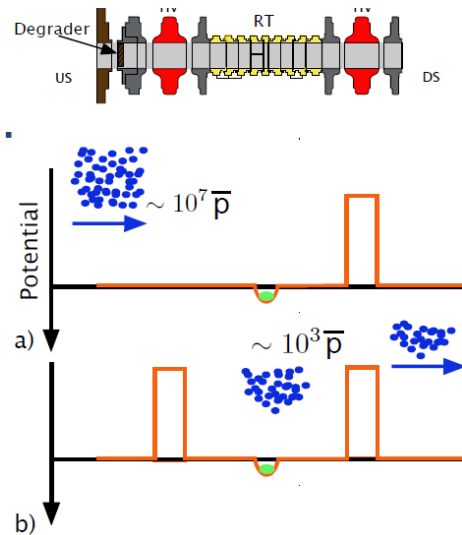 RT
Degrader
US DS
∼ 10⁷ p̅
Potential
a)
∼ 10³ p̅
b)